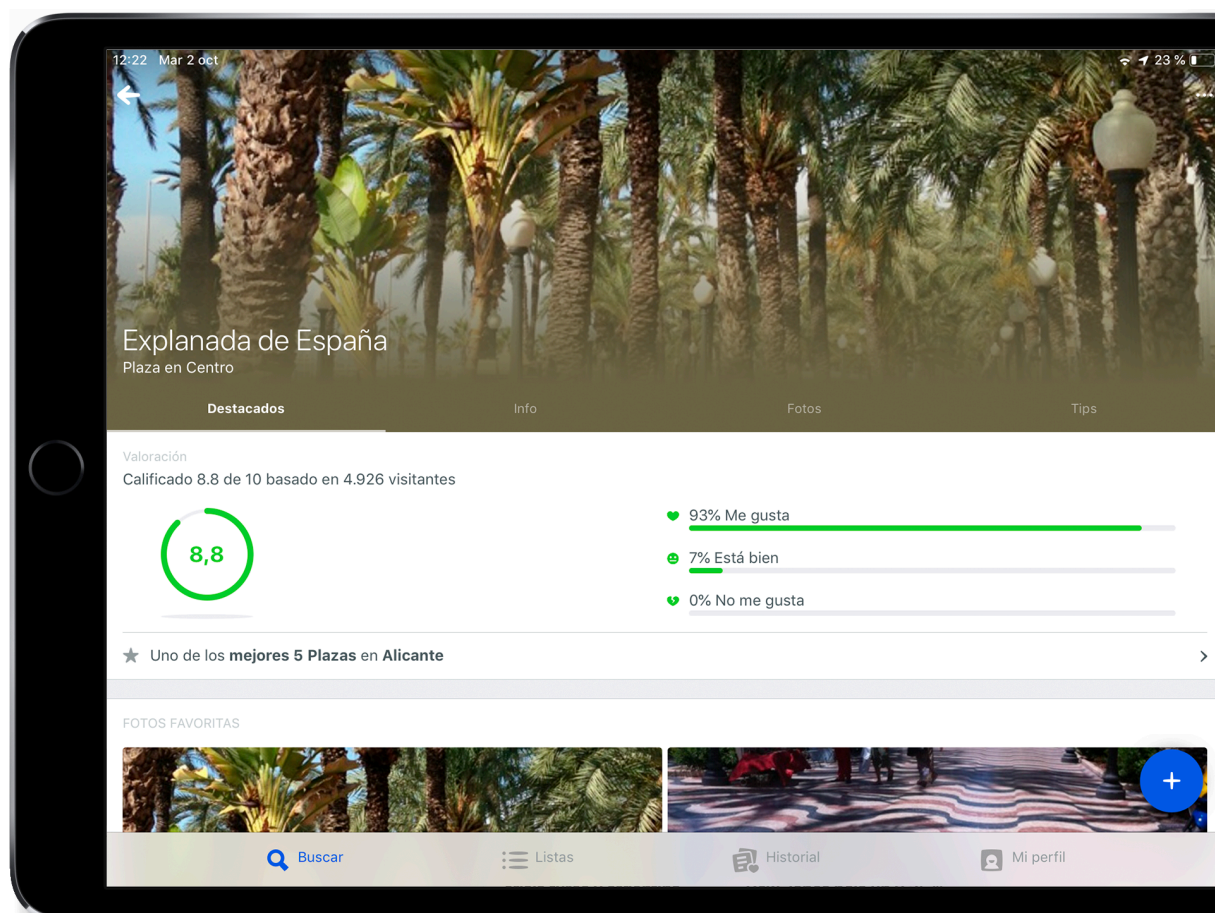 12:22 Mar 2 oct
23 %
Explanada de España
Plaza en Centro
Destacados Info Fotos Tips
Valoración
Calificado 8.8 de 10 basado en 4.926 visitantes
8,8
93% Me gusta
7% Está bien
0% No me gusta
Uno de los mejores 5 Plazas en Alicante
FOTOS FAVORITAS
+
Buscar Listas Historial Mi perfil